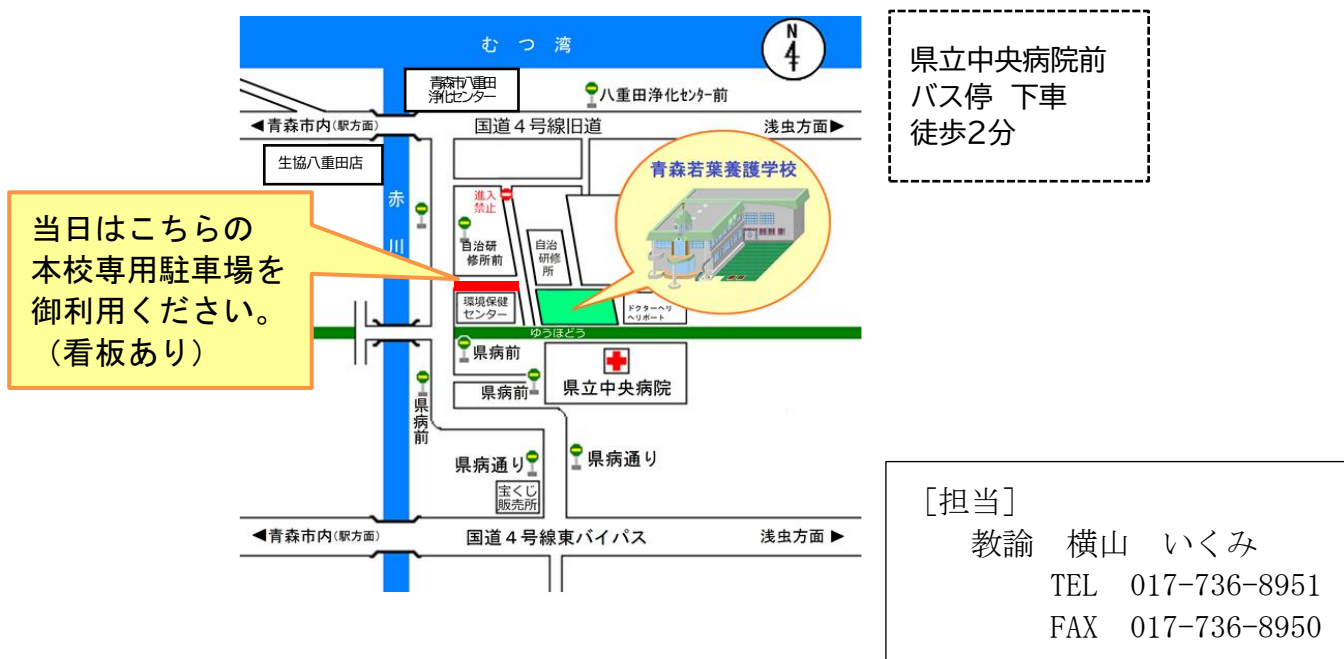 むつ湾
N
4
県立中央病院前
バス停 下車
徒歩2分
青森市八重田
浄化センター
八重田浄化センター前
◀青森市内(駅方面)
国道4号線旧道
浅虫方面▶
生協八重田店
青森若葉養護学校
赤川
進入
禁止
当日はこちらの
本校専用駐車場を
御利用ください。
(看板あり)
自治研
修所前
自治
研修
所
環境保健
センター
ドクターヘリ
ヘリポート
ゆうほどう
県病前
県病前
県立中央病院
県病前
県病通り
県病通り
宝くじ
販売所
◀青森市内(駅方面)
国道4号線東バイパス
浅虫方面▶
[担当]
教諭 横山 いくみ
TEL 017-736-8951
FAX 017-736-8950